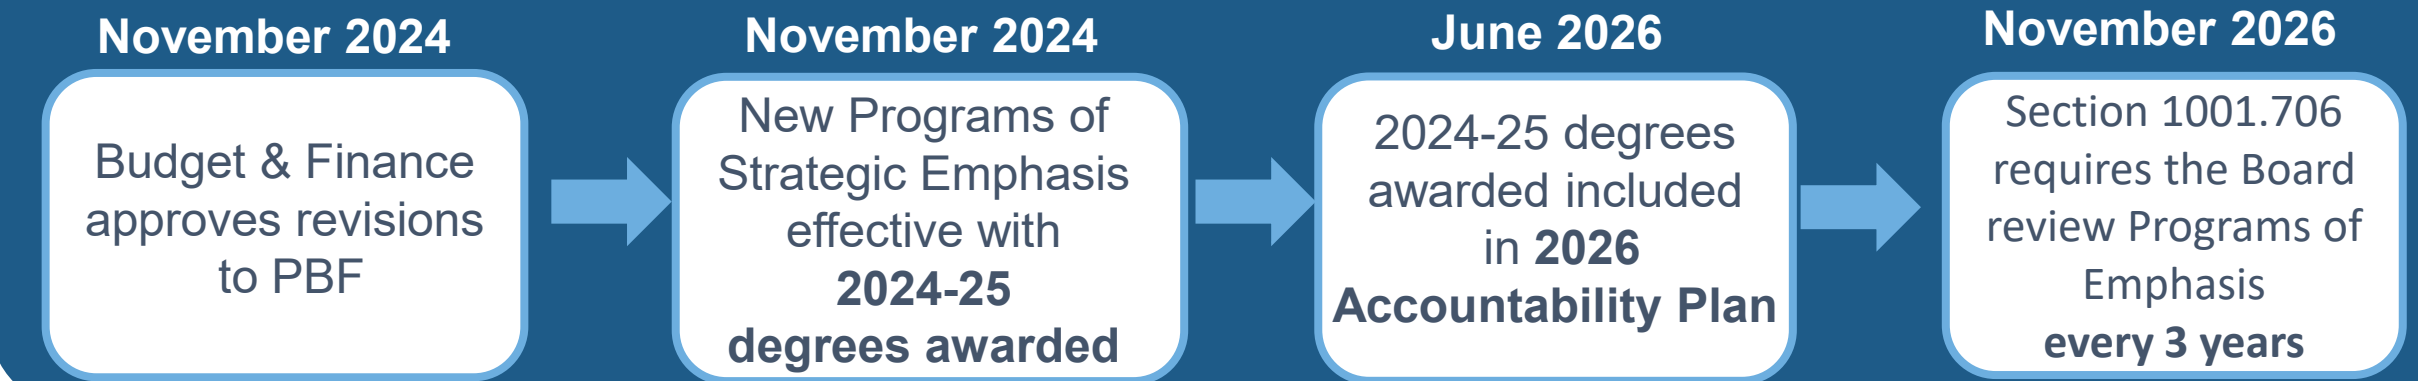 November 2024
Budget & Finance
approves revisions
to PBF
November 2024
New Programs of
Strategic Emphasis
effective with
2024-25
degrees awarded
June 2026
2024-25 degrees
awarded included
in 2026
Accountability Plan
November 2026
Section 1001.706
requires the Board
review Programs of
Emphasis
every 3 years